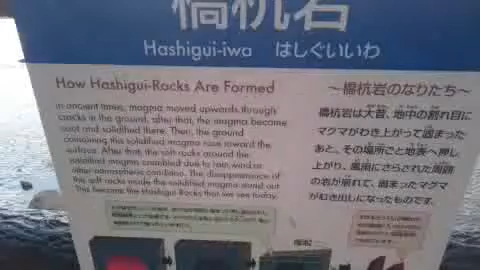 橋杭岩
Hashigui-iwa はしぐいいわ
How Hashigui-Rocks Are Formed
In ancient times, magma moved upwards through
cracks in the ground, after that, the magma became
cool and solidified there. Then, the ground
containing the solidified magma rose toward the
surface. After that, the soft rocks around the
solidified magma crumbled due to rain, wind or
other atmospheric condition. The disappearance of
the soft rocks made the solidified magma stand out
This became the Hashigui Rocks that we see today.
～橋杭岩のなりたち～
橋杭岩は大昔、地中の割れ目に
マグマがわき上がって固まった
あと、その場所ごと地表へ押し
上がり、風雨にさらされた周囲
の岩が崩れて、固まったマグマ
がむき出しになったものです。